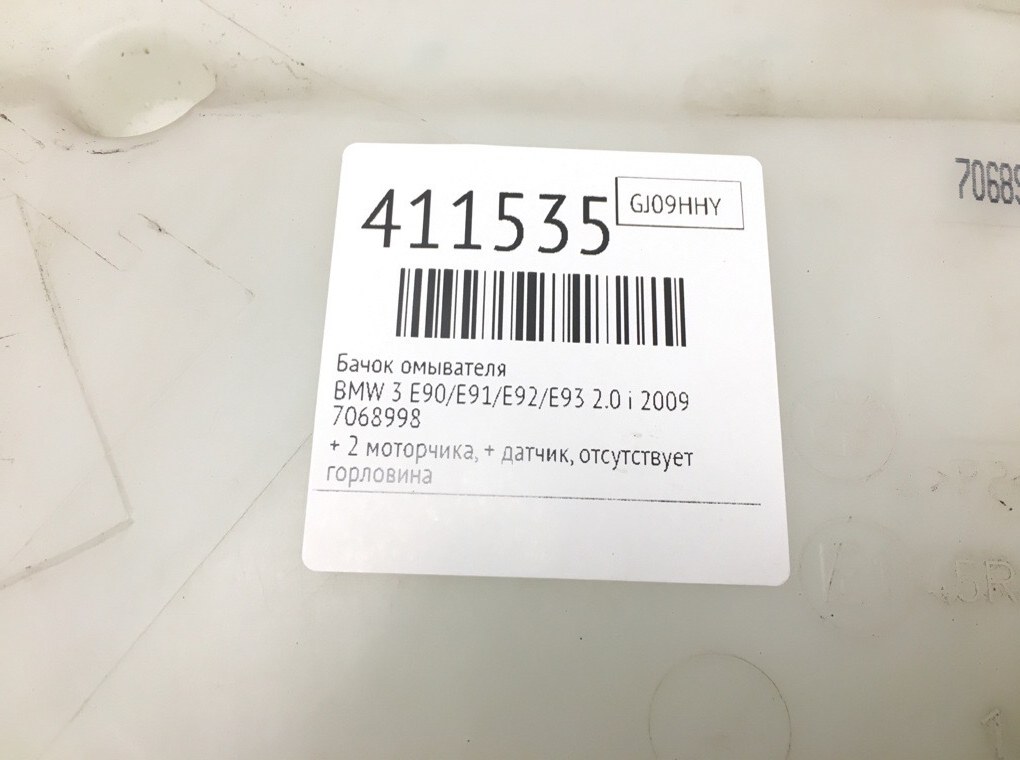 411535
GJ09HHY
Бачок омывателя
BMW 3 E90/E91/E92/E93 2.0 i 2009
7068998
+ 2 моторчика, + датчик, отсутствует
горловина